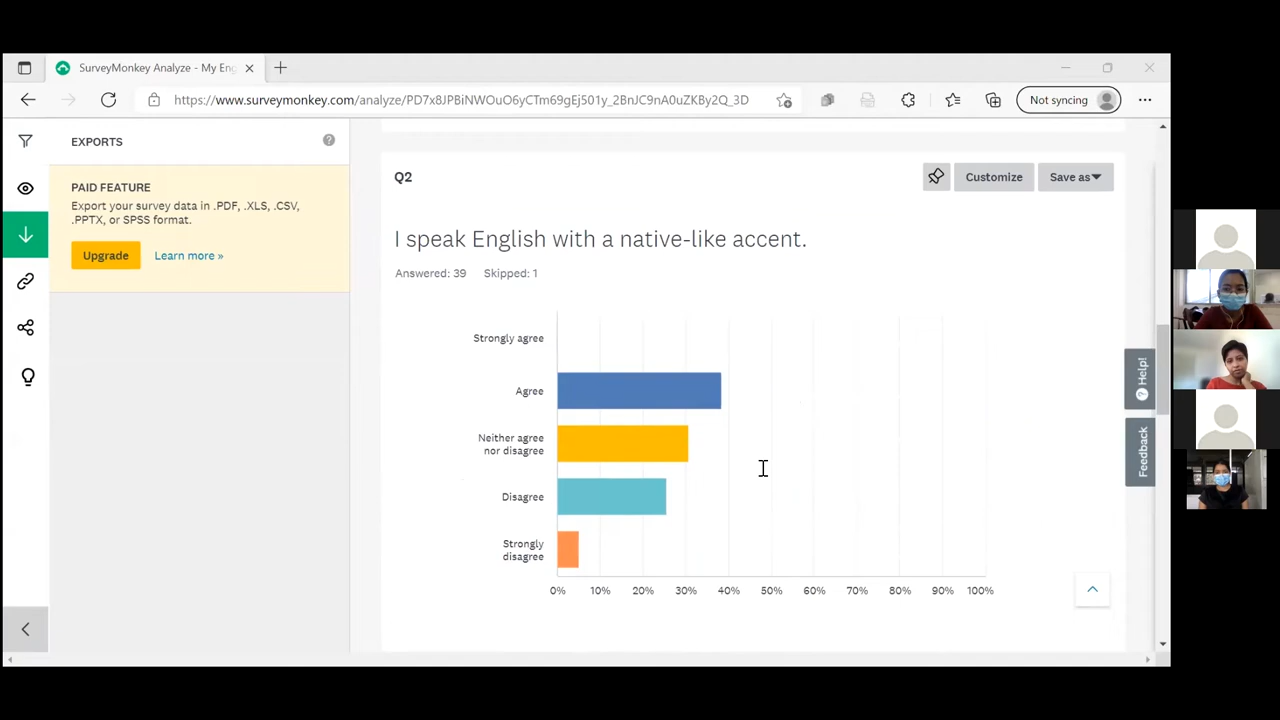 SurveyMonkey Analyze - My Eng
https://www.surveymonkey.com/analyze/PD7x8JPBiNWOuO6yCTm69gEj501y_2BnJC9nA0uZKBy2Q_3D
Not syncing
EXPORTS
PAID FEATURE
Export your survey data in .PDF, .XLS, .CSV,
.PPTX, or SPSS format.
Upgrade
Learn more »
Q2
Customize
Save as
I speak English with a native-like accent.
Answered: 39
Skipped: 1
Strongly agree
Agree
Neither agree
nor disagree
Disagree
Strongly
disagree
0% 10% 20% 30% 40% 50% 60% 70% 80% 90% 100%
Help!
Feedback